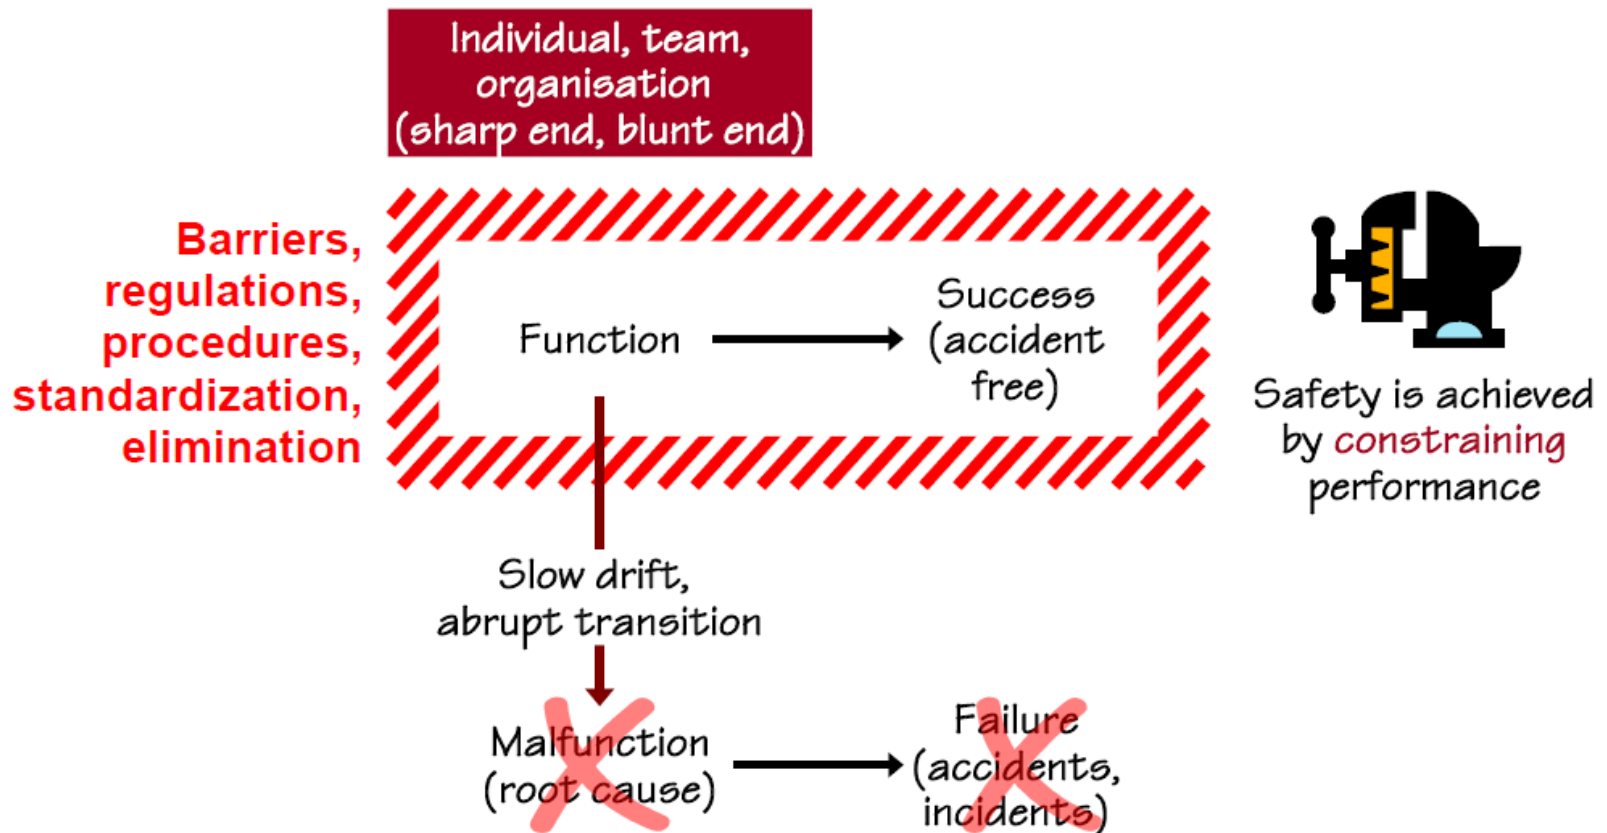 Individual, team,
organisation
(sharp end, blunt end)
Barriers,
regulations,
procedures,
standardization,
elimination
Function
Success
(accident
free)
Safety is achieved
by constraining
performance
Slow drift,
abrupt transition
Malfunction
(root cause)
Failure
(accidents,
incidents)